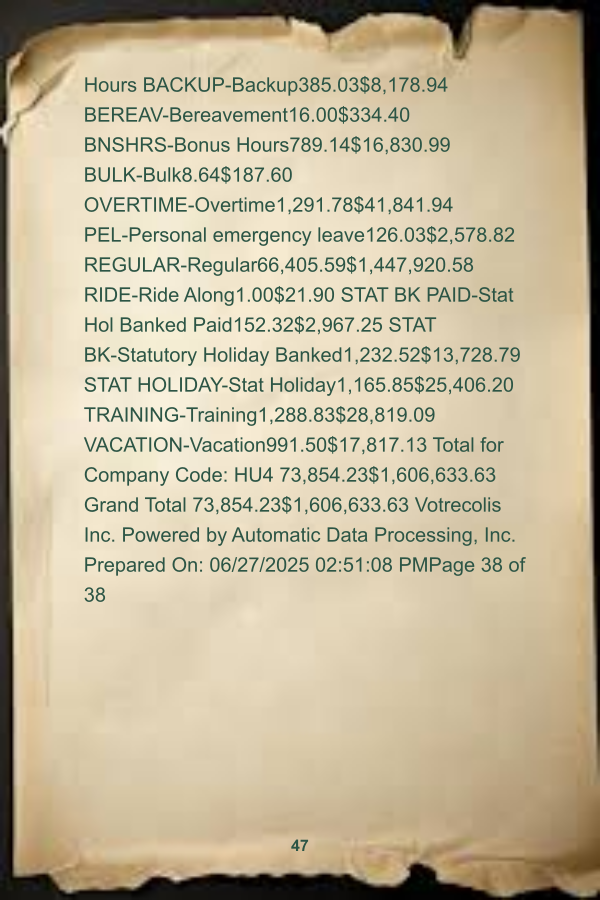 Hours BACKUP-Backup385.03$8,178.94
BEREAV-Bereavement16.00$334.40
BNSHRS-Bonus Hours789.14$16,830.99
BULK-Bulk8.64$187.60
OVERTIME-Overtime1,291.78$41,841.94
PEL-Personal emergency leave126.03$2,578.82
REGULAR-Regular66,405.59$1,447,920.58
RIDE-Ride Along1.00$21.90 STAT BK PAID-Stat
Hol Banked Paid152.32$2,967.25 STAT
BK-Statutory Holiday Banked1,232.52$13,728.79
STAT HOLIDAY-Stat Holiday1,165.85$25,406.20
TRAINING-Training1,288.83$28,819.09
VACATION-Vacation991.50$17,817.13 Total for
Company Code: HU4 73,854.23$1,606,633.63
Grand Total 73,854.23$1,606,633.63 Votrecolis
Inc. Powered by Automatic Data Processing, Inc.
Prepared On: 06/27/2025 02:51:08 PMPage 38 of
38
47